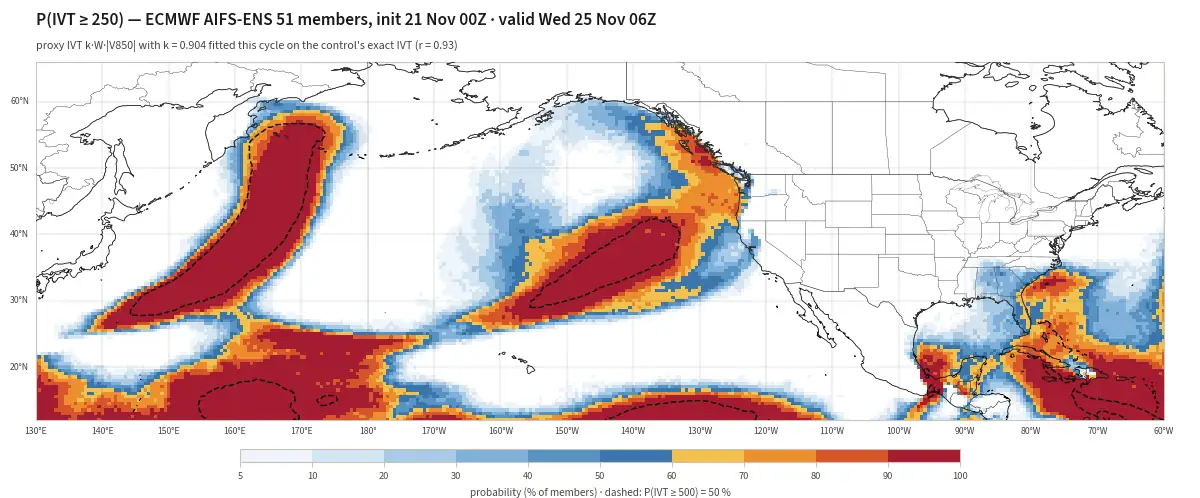 P(IVT ≥ 250) — ECMWF AIFS-ENS 51 members, init 21 Nov 00Z · valid Wed 25 Nov 06Z
proxy IVT k·W·|V850| with k = 0.904 fitted this cycle on the control's exact IVT (r = 0.93)
60°N
50°N
40°N
30°N
20°N
130°E 140°E 150°E 160°E 170°E 180° 170°W 160°W 150°W 140°W 130°W 120°W 110°W 100°W 90°W 80°W 70°W 60°W
5 10 20 30 40 50 60 70 80 90 100
probability (% of members) · dashed: P(IVT ≥ 500) = 50 %